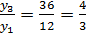 y₃/y₁ = 36/12 = 4/3